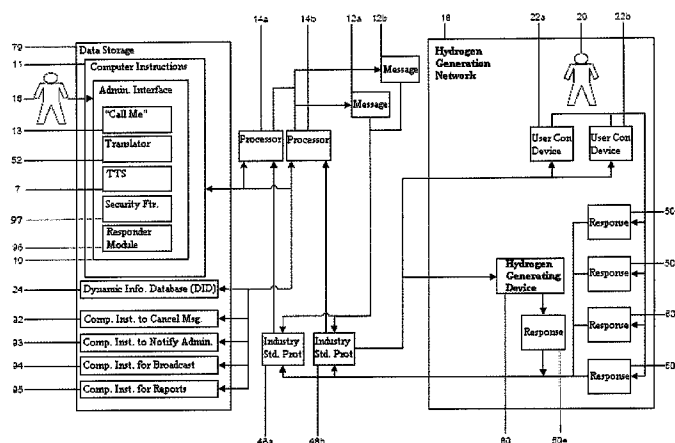 14a
14b
12a
12b
18
22a
20
22b
79
Data Storage
11
Computer Instructions
Admin. Interface
16
"Call Me"
13
Translator
52
TTS
7
Security Ftr.
97
Responder
Module
96
10
24
Dynamic Info. Database (DID)
92
Comp. Inst. to Cancel Msg.
93
Comp. Inst. to Notify Admin.
94
Comp. Inst. for Broadcast
95
Comp. Inst. for Reports
Message
Message
Processor
Processor
Industry
Std. Prot
Industry
Std. Prot
48a
48b
Hydrogen
Generation
Network
User Con
Device
User Con
Device
Response
50
Response
50
Response
Response
50
Hydrogen
Generating
Device
Response
60
50e